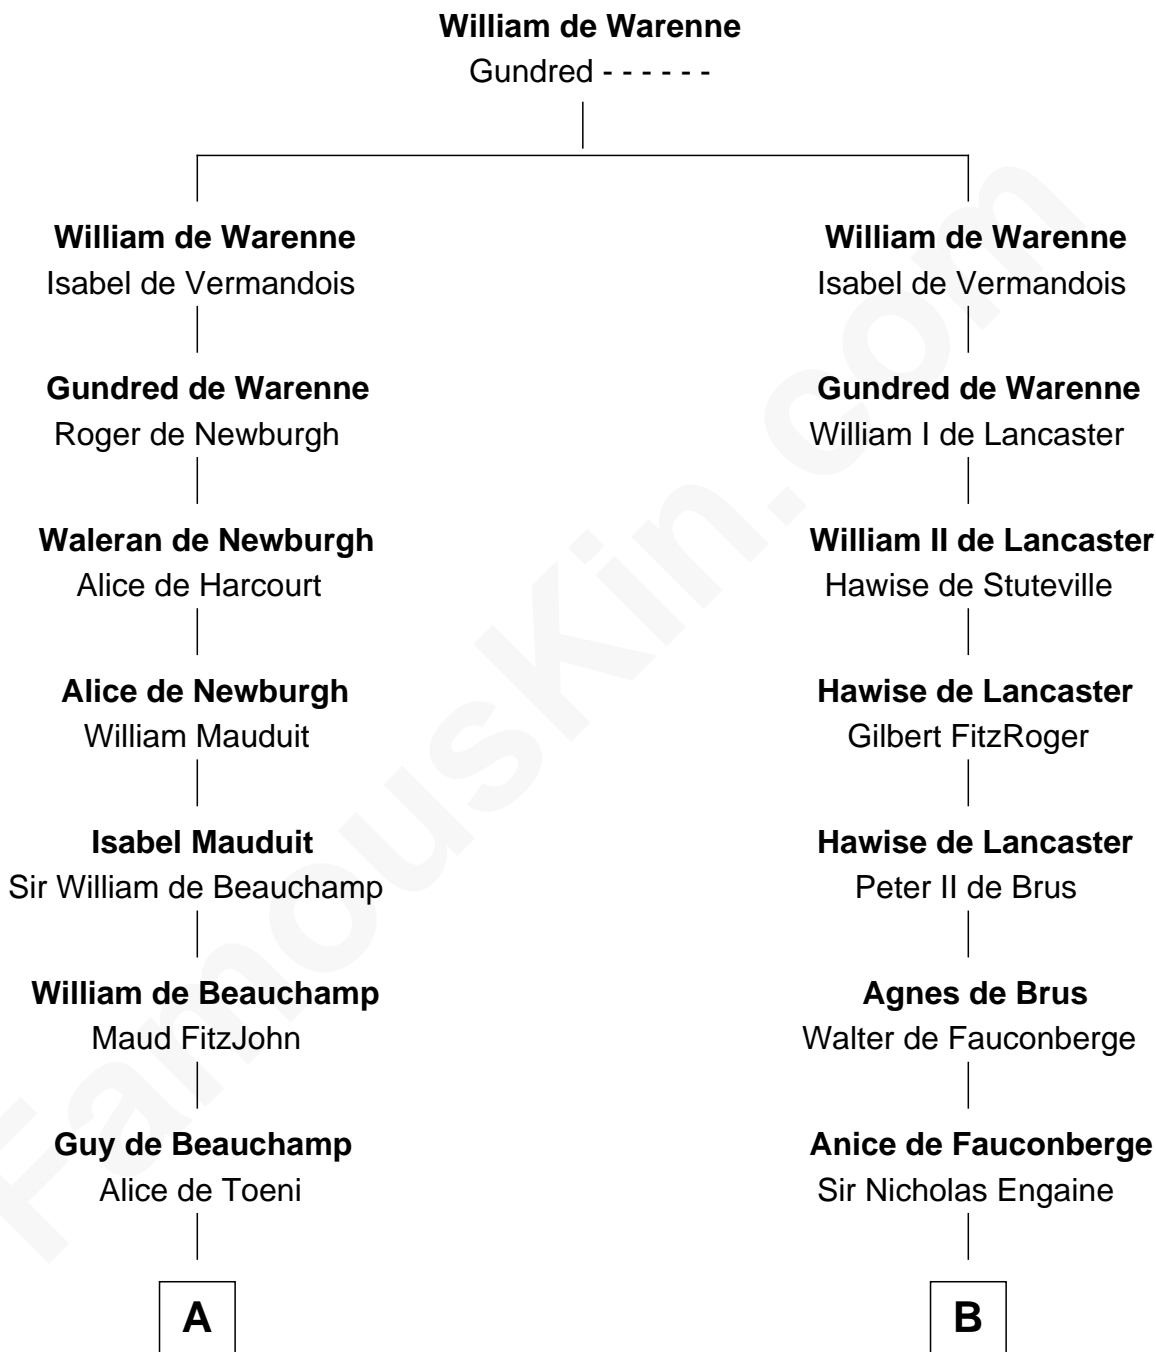 William de Warenne
Gundred - - - - - -
William de Warenne
Isabel de Vermandois
Gundred de Warenne
Roger de Newburgh
Waleran de Newburgh
Alice de Harcourt
Alice de Newburgh
William Mauduit
Isabel Mauduit
Sir William de Beauchamp
William de Beauchamp
Maud FitzJohn
Guy de Beauchamp
Alice de Toeni
A
William de Warenne
Isabel de Vermandois
Gundred de Warenne
William I de Lancaster
William II de Lancaster
Hawise de Stuteville
Hawise de Lancaster
Gilbert FitzRoger
Hawise de Lancaster
Peter II de Brus
Agnes de Brus
Walter de Fauconberge
Anice de Fauconberge
Sir Nicholas Engaine
B
FamousKin.com